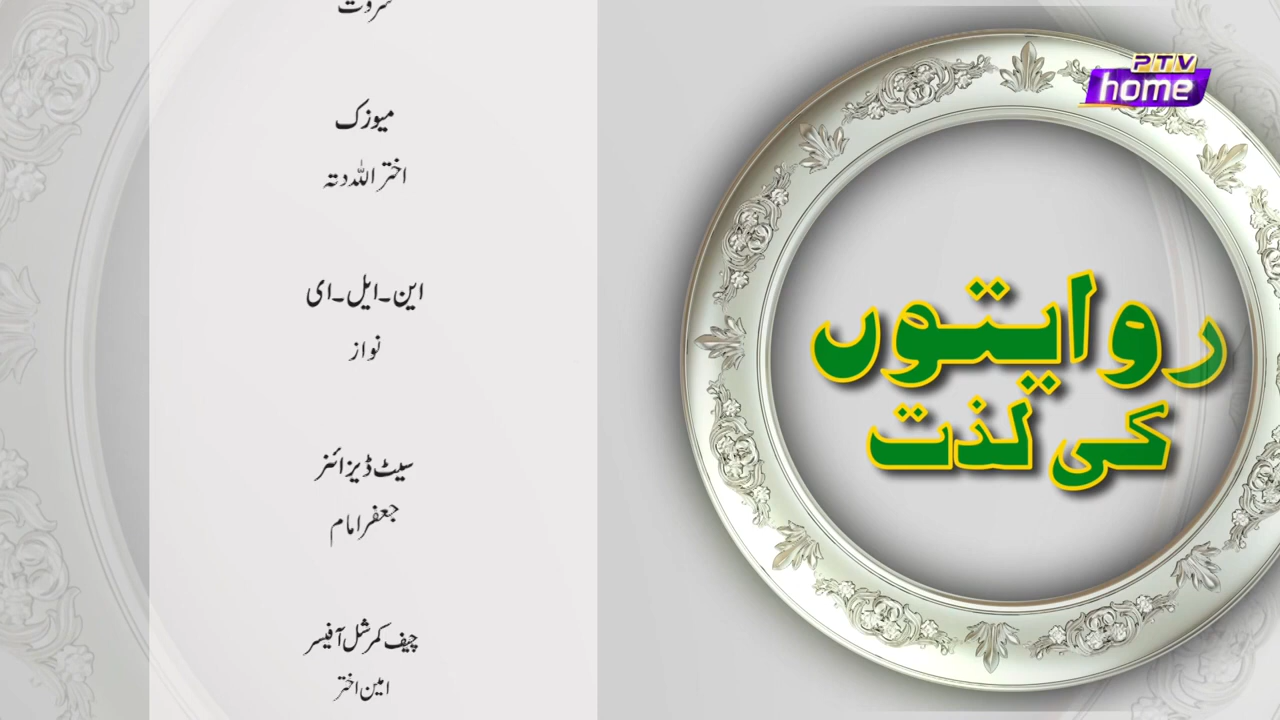 میوزک
اختر اللہ دتہ
این۔ایل۔ای
نواز
سیٹ ڈیزائنر
جعفر امام
چیف کمرشل آفیسر
امین اختر
PTV
home
روایتوں
کی لذت